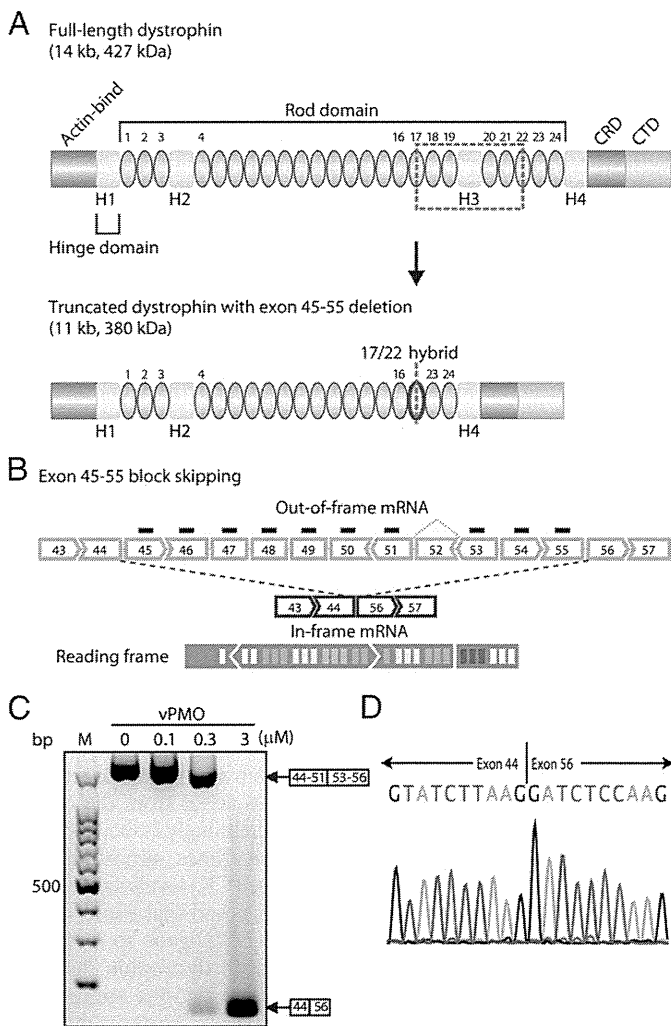 A
Full-length dystrophin
(14 kb, 427 kDa)
Actin-bind
Rod domain
CRD
CTD
1 2 3 4 16 17 18 19 20 21 22 23 24
H1 H2 H3 H4
Hinge domain
Truncated dystrophin with exon 45-55 deletion
(11 kb, 380 kDa)
17/22 hybrid
1 2 3 4 16 23 24
H1 H2 H4
B
Exon 45-55 block skipping
Out-of-frame mRNA
43 44 45 46 47 48 49 50 51 52 53 54 55 56 57
43 44 56 57
In-frame mRNA
Reading frame
C
vPMO
bp M 0 0.1 0.3 3 (μM)
44-51 53-56
500
44 56
D
Exon 44 Exon 56
GTATCTTAAGGATCTCCAAG